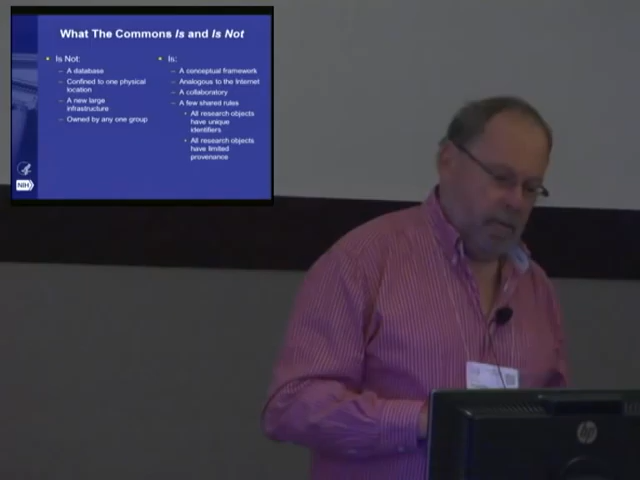 What The Commons Is and Is Not
• Is Not:
– A database
– Confined to one physical
location
– A new large
infrastructure
– Owned by any one group
• Is:
– A conceptual framework
– Analogous to the Internet
– A collaboratory
– A few shared rules
• All research objects
have unique
identifiers
• All research objects
have limited
provenance
NIH
hp